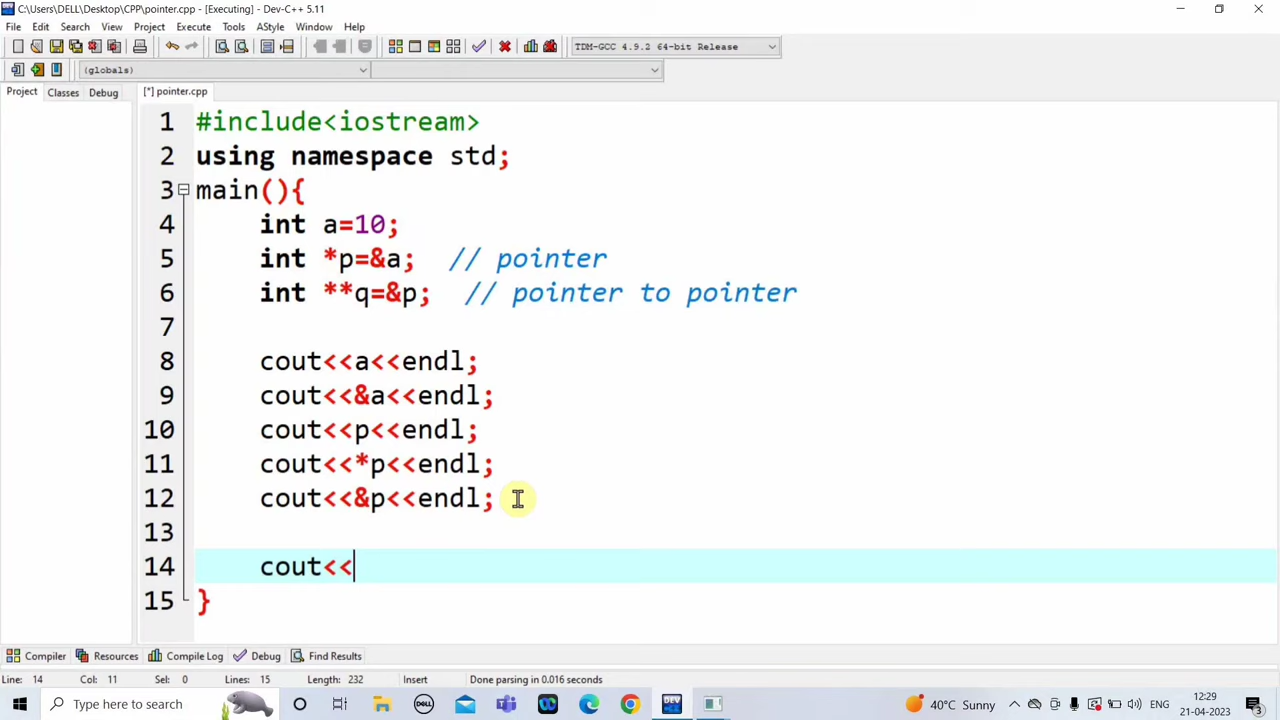 C:\Users\DELL\Desktop\CPP\pointer.cpp - [Executing] - Dev-C++ 5.11
File Edit Search View Project Execute Tools AStyle Window Help
TDM-GCC 4.9.2 64-bit Release
(globals)
Project Classes Debug [*] pointer.cpp
1 #include<iostream>
2 using namespace std;
3 main(){
4 int a=10;
5 int *p=&a; // pointer
6 int **q=&p; // pointer to pointer
7
8 cout<<a<<endl;
9 cout<<&a<<endl;
10 cout<<p<<endl;
11 cout<<*p<<endl;
12 cout<<&p<<endl;
13
14 cout<<
15 }
Compiler Resources Compile Log Debug Find Results
Line: 14 Col: 11 Sel: 0 Lines: 15 Length: 232 Insert Done parsing in 0.016 seconds
Type here to search DELL DEV 40°C Sunny ENG 12:29
21-04-2023 3